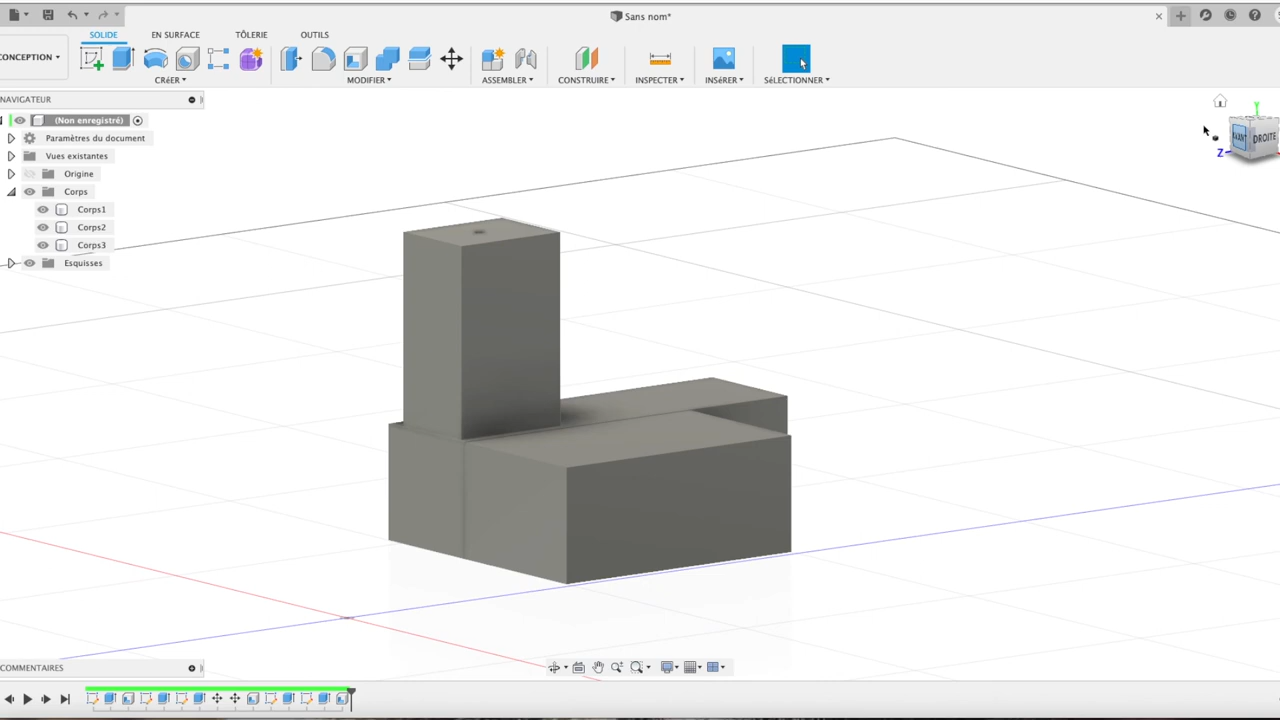 Sans nom*
SOLIDE EN SURFACE TÔLERIE OUTILS
CONCEPTION
CRÉER MODIFIER ASSEMBLER CONSTRUIRE INSPECTER INSÉRER SÉLECTIONNER
NAVIGATEUR
(Non enregistré)
Paramètres du document
Vues existantes
Origine
Corps
Corps1
Corps2
Corps3
Esquisses
Y
AVANT DROITE
Z
COMMENTAIRES